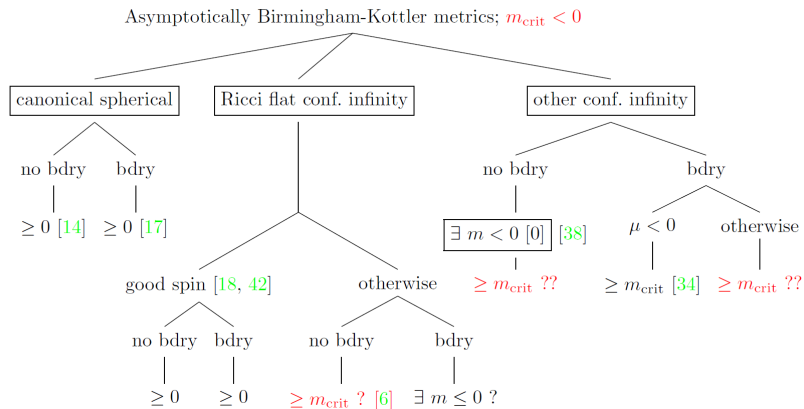 Asymptotically Birmingham-Kottler metrics; m_crit < 0
canonical spherical Ricci flat conf. infinity other conf. infinity
no bdry bdry no bdry bdry
≥ 0 [14] ≥ 0 [17] ∃ m < 0 [0] [38] μ < 0 otherwise
good spin [18, 42] otherwise ≥ m_crit ?? ≥ m_crit [34] ≥ m_crit ??
no bdry bdry no bdry bdry
≥ 0 ≥ 0 ≥ m_crit ? [6] ∃ m ≤ 0 ?